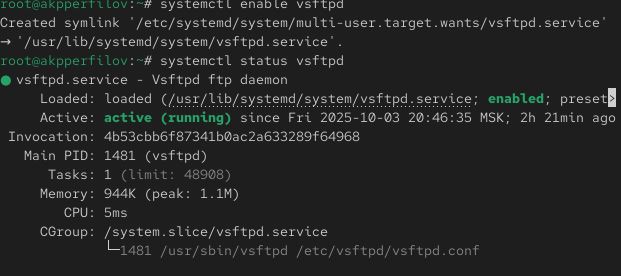 root@akpperfilov:~# systemctl enable vsftpd
Created symlink '/etc/systemd/system/multi-user.target.wants/vsftpd.service'
→ '/usr/lib/systemd/system/vsftpd.service'.
root@akpperfilov:~# systemctl status vsftpd
● vsftpd.service - Vsftpd ftp daemon
Loaded: loaded (/usr/lib/systemd/system/vsftpd.service; enabled; preset>
Active: active (running) since Fri 2025-10-03 20:46:35 MSK; 2h 21min ago
Invocation: 4b53cbb6f87341b0ac2a633289f64968
Main PID: 1481 (vsftpd)
Tasks: 1 (limit: 48908)
Memory: 944K (peak: 1.1M)
CPU: 5ms
CGroup: /system.slice/vsftpd.service
└─1481 /usr/sbin/vsftpd /etc/vsftpd/vsftpd.conf